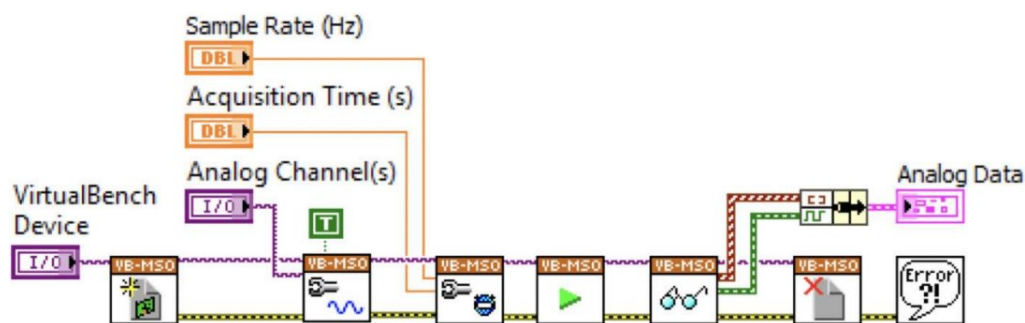 Sample Rate (Hz)
DBL
Acquisition Time (s)
DBL
Analog Channel(s)
I/O
VirtualBench
Device
I/O
T
Analog Data
VB-MSO
VB-MSO
VB-MSO
VB-MSO
VB-MSO
VB-MSO
Error
?!